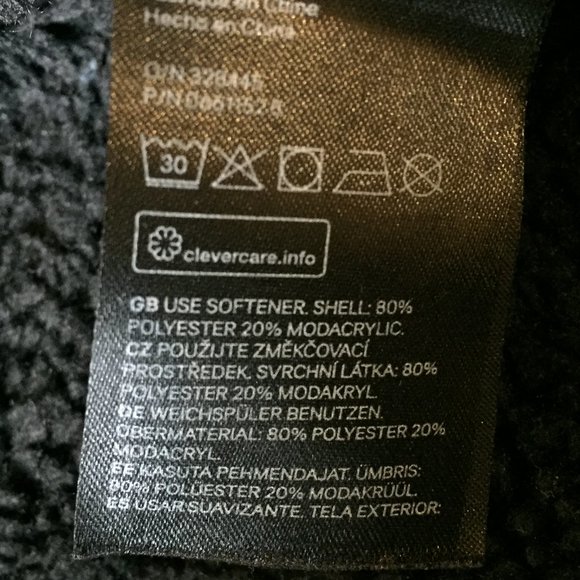 en Chine
Hecho en China
O/N 328445
P/N
30
clevercare.info
GB USE SOFTENER. SHELL: 80%
POLYESTER 20% MODACRYLIC.
CZ POUŽIJTE ZMĚKČOVACÍ
PROSTŘEDEK. SVRCHNÍ LÁTKA: 80%
POLYESTER 20% MODAKRYL.
DE WEICHSPÜLER BENUTZEN.
OBERMATERIAL: 80% POLYESTER 20%
MODACRYL.
EE KASUTA PEHMENDAJAT. ÜMBRIS:
80% POLÜESTER 20% MODAKRÜÜL.
ES USAR SUAVIZANTE. TELA EXTERIOR: